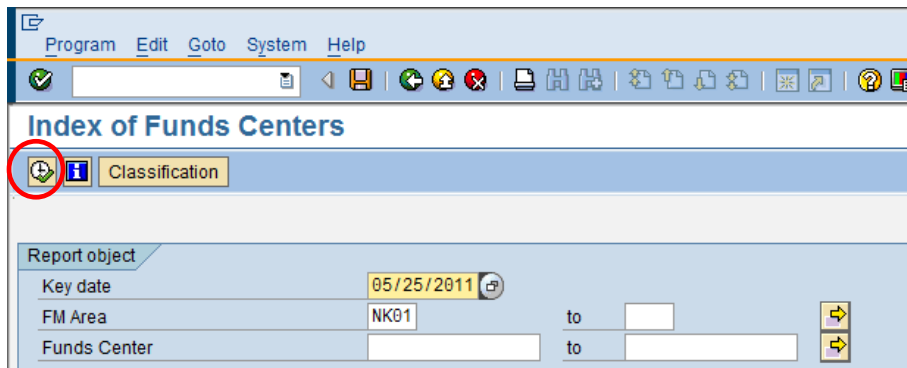 Program Edit Goto System Help
Index of Funds Centers
Classification
Report object
Key date 05/25/2011
FM Area NK01 to
Funds Center to